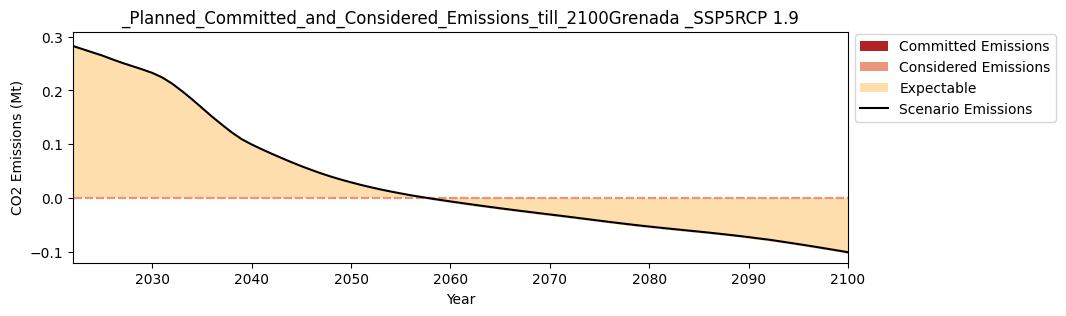 _Planned_Committed_and_Considered_Emissions_till_2100Grenada _SSP5RCP 1.9
0.3
0.2
0.1
0.0
−0.1
CO2 Emissions (Mt)
2030
2040
2050
2060
2070
2080
2090
2100
Year
Committed Emissions
Considered Emissions
Expectable
Scenario Emissions